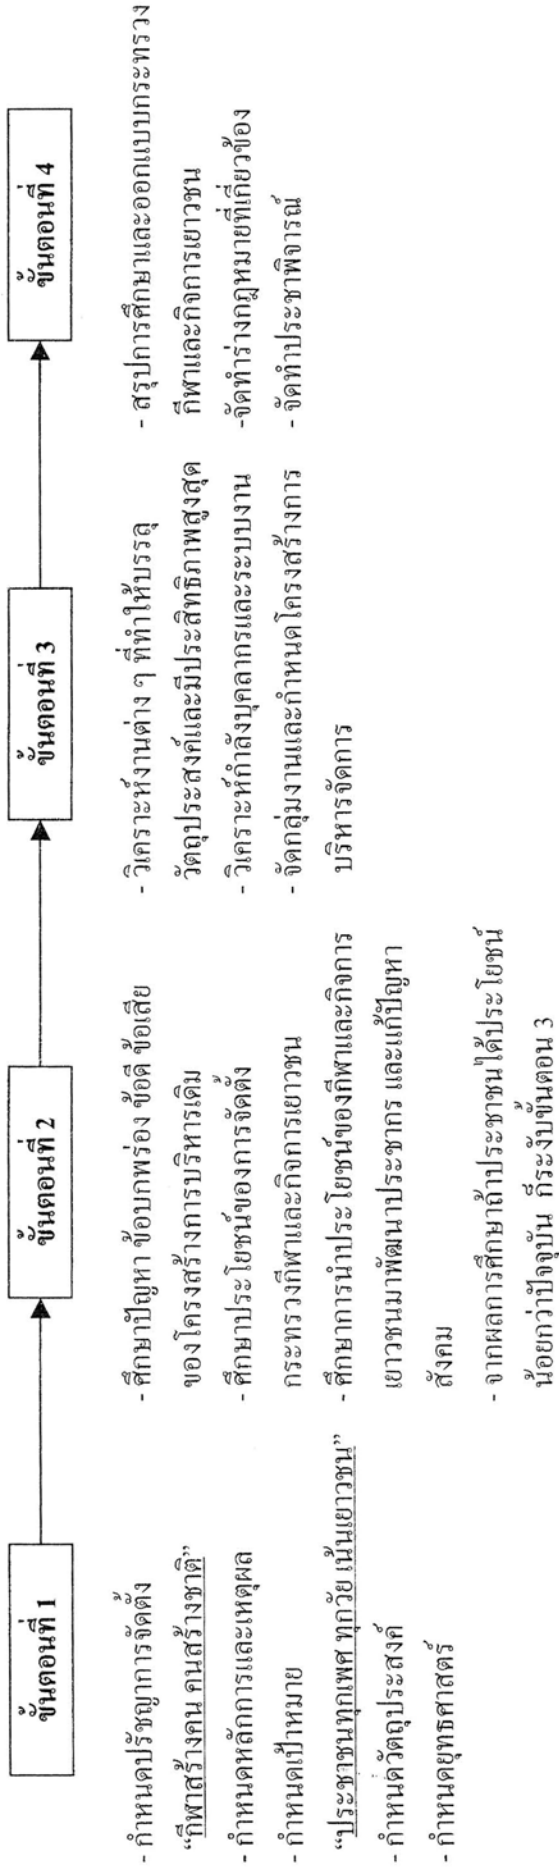 ขั้นตอนที่ 1
- กำหนดปรัชญาการจัดตั้ง
“กีฬาสร้างคน คนสร้างชาติ”
- กำหนดหลักการและเหตุผล
- กำหนดเป้าหมาย
“ประชาชนทุกเพศ ทุกวัย เน้นเยาวชน”
- กำหนดวัตถุประสงค์
- กำหนดยุทธศาสตร์
ขั้นตอนที่ 2
- ศึกษาปัญหา ข้อบกพร่อง ข้อดี ข้อเสีย
ของโครงสร้างการบริหารเดิม
- ศึกษาประโยชน์ของการจัดตั้ง
กระทรวงกีฬาและกิจการเยาวชน
- ศึกษาการนำประโยชน์ของกีฬาและกิจการ
เยาวชนมาพัฒนาประชากร และแก้ปัญหา
สังคม
- จากผลการศึกษาถ้าประชาชนได้ประโยชน์
น้อยกว่าปัจจุบัน ก็ระงับขั้นตอน 3
ขั้นตอนที่ 3
- วิเคราะห์งานต่าง ๆ ที่ทำให้บรรลุ
วัตถุประสงค์และมีประสิทธิภาพสูงสุด
- วิเคราะห์กำลังบุคลากรและระบบงาน
- จัดกลุ่มงานและกำหนดโครงสร้างการ
บริหารจัดการ
ขั้นตอนที่ 4
- สรุปการศึกษาและออกแบบกระทรวง
กีฬาและกิจการเยาวชน
-จัดทำร่างกฎหมายที่เกี่ยวข้อง
- จัดทำประชาพิจารณ์